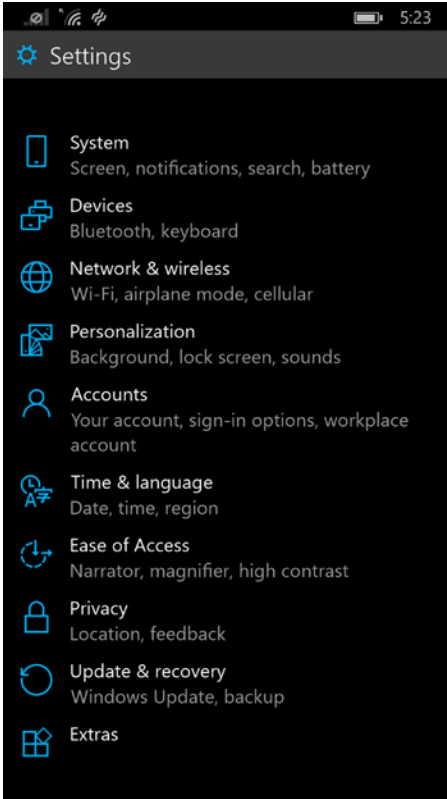 5:23
Settings
System
Screen, notifications, search, battery
Devices
Bluetooth, keyboard
Network & wireless
Wi-Fi, airplane mode, cellular
Personalization
Background, lock screen, sounds
Accounts
Your account, sign-in options, workplace
account
Time & language
Date, time, region
Ease of Access
Narrator, magnifier, high contrast
Privacy
Location, feedback
Update & recovery
Windows Update, backup
Extras